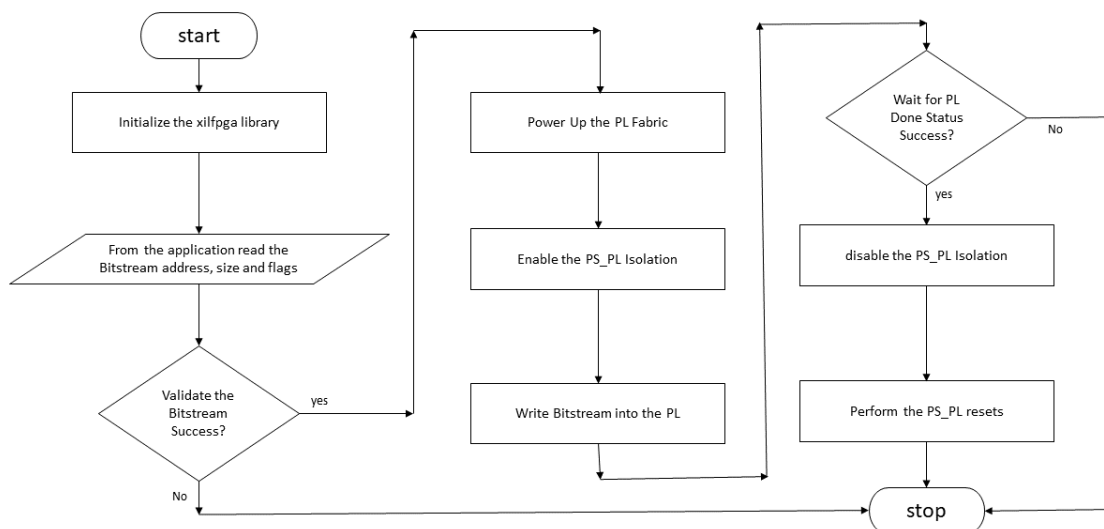 start
Initialize the xilfpga library
From the application read the
Bitstream address, size and flags
Validate the
Bitstream
Success?
yes
No
Power Up the PL Fabric
Enable the PS_PL Isolation
Write Bitstream into the PL
Wait for PL
Done Status
Success?
No
yes
disable the PS_PL Isolation
Perform the PS_PL resets
stop